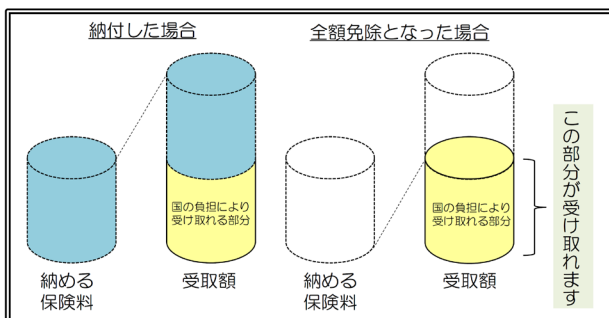 納付した場合
国の負担により
受け取れる部分
納める
保険料
受取額
全額免除となった場合
国の負担により
受け取れる部分
納める
保険料
受取額
この部分が受け取れます